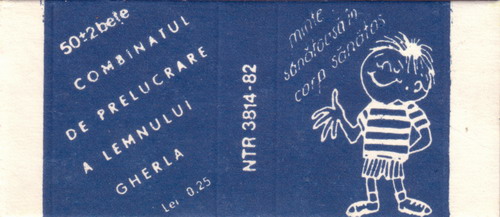 50±2 bețe
COMBINATUL
DE PRELUCRARE
A LEMNULUI
GHERLA
Lei 0.25
NTR 3814-82
minte
sănătoasă în
corp sănătos